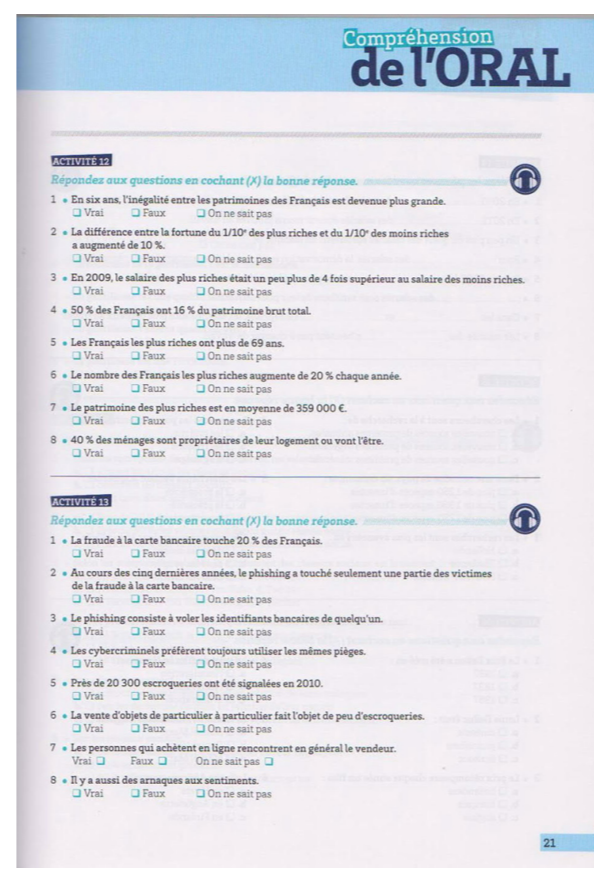 Compréhension
de l'ORAL
ACTIVITÉ 12
Répondez aux questions en cochant (X) la bonne réponse.
1 • En six ans, l'inégalité entre les patrimoines des Français est devenue plus grande.
❑ Vrai ❑ Faux ❑ On ne sait pas
2 • La différence entre la fortune du 1/10e des plus riches et du 1/10e des moins riches
a augmenté de 10 %.
❑ Vrai ❑ Faux ❑ On ne sait pas
3 • En 2009, le salaire des plus riches était un peu plus de 4 fois supérieur au salaire des moins riches.
❑ Vrai ❑ Faux ❑ On ne sait pas
4 • 50 % des Français ont 16 % du patrimoine brut total.
❑ Vrai ❑ Faux ❑ On ne sait pas
5 • Les Français les plus riches ont plus de 69 ans.
❑ Vrai ❑ Faux ❑ On ne sait pas
6 • Le nombre des Français les plus riches augmente de 20 % chaque année.
❑ Vrai ❑ Faux ❑ On ne sait pas
7 • Le patrimoine des plus riches est en moyenne de 359 000 €.
❑ Vrai ❑ Faux ❑ On ne sait pas
8 • 40 % des ménages sont propriétaires de leur logement ou vont l'être.
❑ Vrai ❑ Faux ❑ On ne sait pas
ACTIVITÉ 13
Répondez aux questions en cochant (X) la bonne réponse.
1 • La fraude à la carte bancaire touche 20 % des Français.
❑ Vrai ❑ Faux ❑ On ne sait pas
2 • Au cours des cinq dernières années, le phishing a touché seulement une partie des victimes
de la fraude à la carte bancaire.
❑ Vrai ❑ Faux ❑ On ne sait pas
3 • Le phishing consiste à voler les identifiants bancaires de quelqu'un.
❑ Vrai ❑ Faux ❑ On ne sait pas
4 • Les cybercriminels préfèrent toujours utiliser les mêmes pièges.
❑ Vrai ❑ Faux ❑ On ne sait pas
5 • Près de 20 300 escroqueries ont été signalées en 2010.
❑ Vrai ❑ Faux ❑ On ne sait pas
6 • La vente d'objets de particulier à particulier fait l'objet de peu d'escroqueries.
❑ Vrai ❑ Faux ❑ On ne sait pas
7 • Les personnes qui achètent en ligne rencontrent en général le vendeur.
Vrai ❑ Faux ❑ On ne sait pas ❑
8 • Il y a aussi des arnaques aux sentiments.
❑ Vrai ❑ Faux ❑ On ne sait pas
21